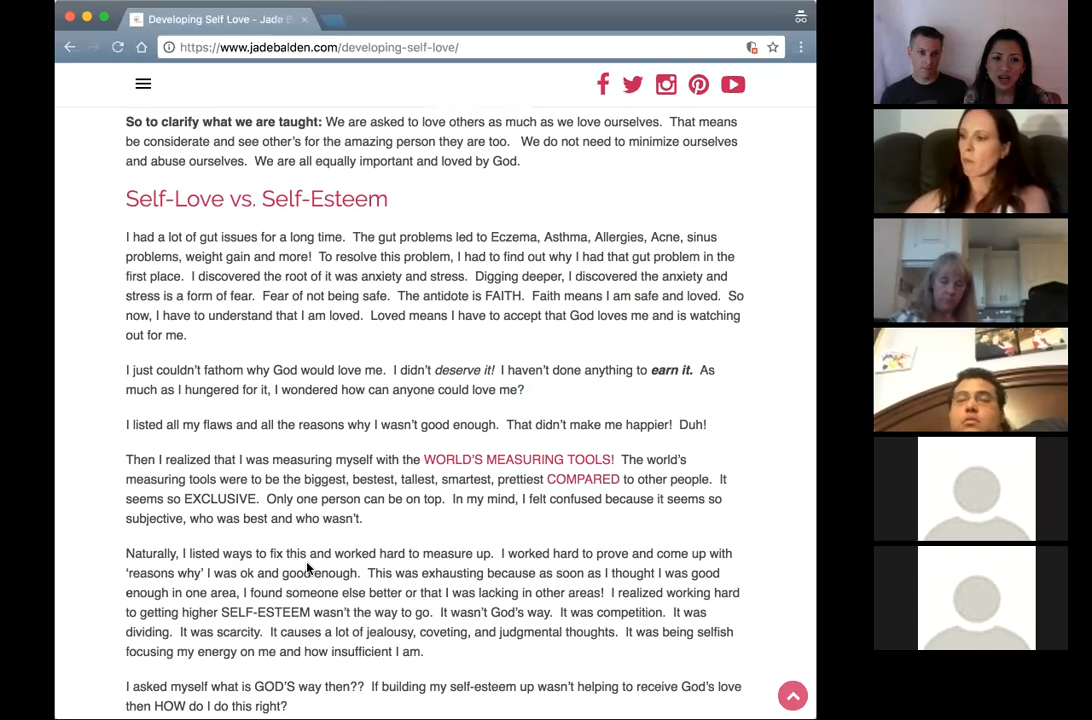 Developing Self Love - Jade B
https://www.jadebalden.com/developing-self-love/
So to clarify what we are taught: We are asked to love others as much as we love ourselves. That means
be considerate and see other's for the amazing person they are too. We do not need to minimize ourselves
and abuse ourselves. We are all equally important and loved by God.
Self-Love vs. Self-Esteem
I had a lot of gut issues for a long time. The gut problems led to Eczema, Asthma, Allergies, Acne, sinus
problems, weight gain and more! To resolve this problem, I had to find out why I had that gut problem in the
first place. I discovered the root of it was anxiety and stress. Digging deeper, I discovered the anxiety and
stress is a form of fear. Fear of not being safe. The antidote is FAITH. Faith means I am safe and loved. So
now, I have to understand that I am loved. Loved means I have to accept that God loves me and is watching
out for me.
I just couldn't fathom why God would love me. I didn't deserve it! I haven't done anything to earn it. As
much as I hungered for it, I wondered how can anyone could love me?
I listed all my flaws and all the reasons why I wasn't good enough. That didn't make me happier! Duh!
Then I realized that I was measuring myself with the WORLD'S MEASURING TOOLS! The world's
measuring tools were to be the biggest, bestest, tallest, smartest, prettiest COMPARED to other people. It
seems so EXCLUSIVE. Only one person can be on top. In my mind, I felt confused because it seems so
subjective, who was best and who wasn't.
Naturally, I listed ways to fix this and worked hard to measure up. I worked hard to prove and come up with
'reasons why' I was ok and good enough. This was exhausting because as soon as I thought I was good
enough in one area, I found someone else better or that I was lacking in other areas! I realized working hard
to getting higher SELF-ESTEEM wasn't the way to go. It wasn't God's way. It was competition. It was
dividing. It was scarcity. It causes a lot of jealousy, coveting, and judgmental thoughts. It was being selfish
focusing my energy on me and how insufficient I am.
I asked myself what is GOD'S way then?? If building my self-esteem up wasn't helping to receive God's love
then HOW do I do this right?